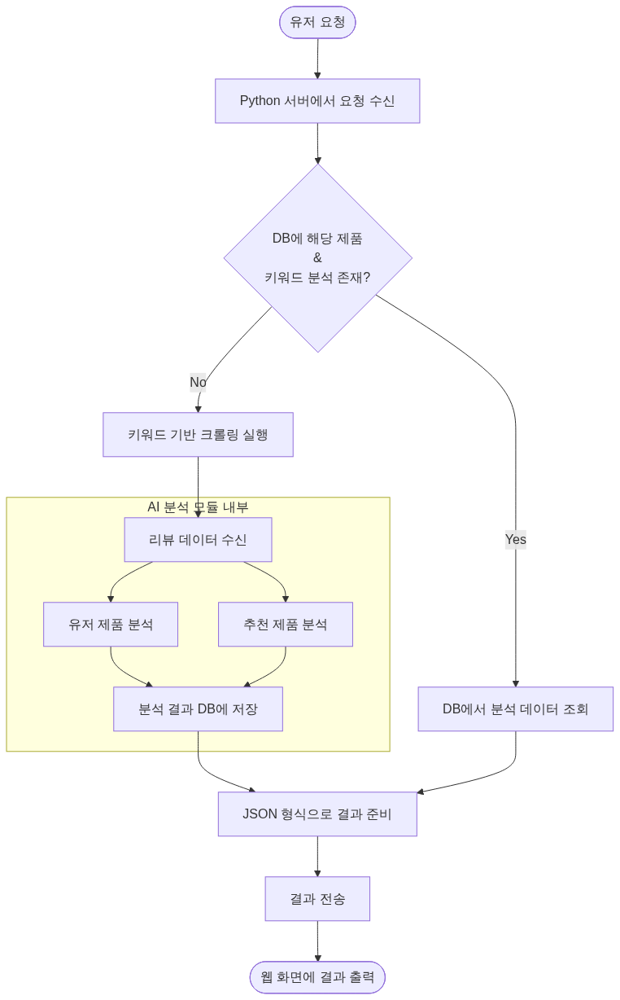 유저 요청
Python 서버에서 요청 수신
DB에 해당 제품
&
키워드 분석 존재?
No
키워드 기반 크롤링 실행
AI 분석 모듈 내부
리뷰 데이터 수신
Yes
유저 제품 분석
추천 제품 분석
분석 결과 DB에 저장
DB에서 분석 데이터 조회
JSON 형식으로 결과 준비
결과 전송
웹 화면에 결과 출력